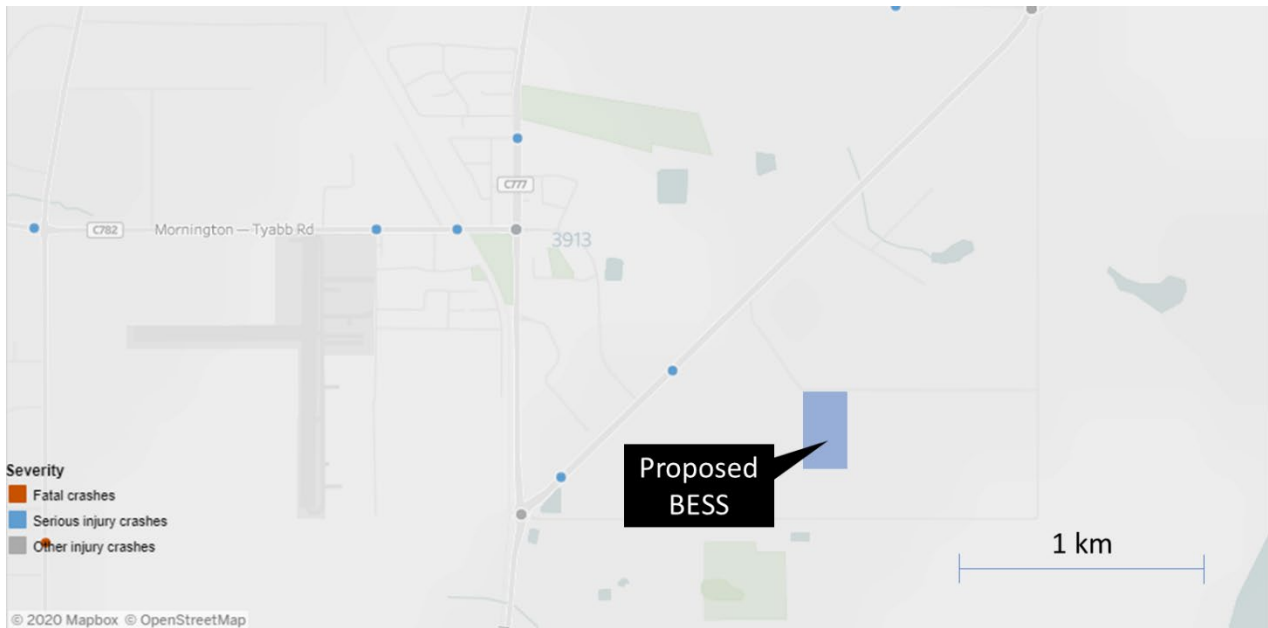 C777
C782
Mornington — Tyabb Rd
3913
Proposed
BESS
Severity
Fatal crashes
Serious injury crashes
Other injury crashes
1 km
© 2020 Mapbox © OpenStreetMap